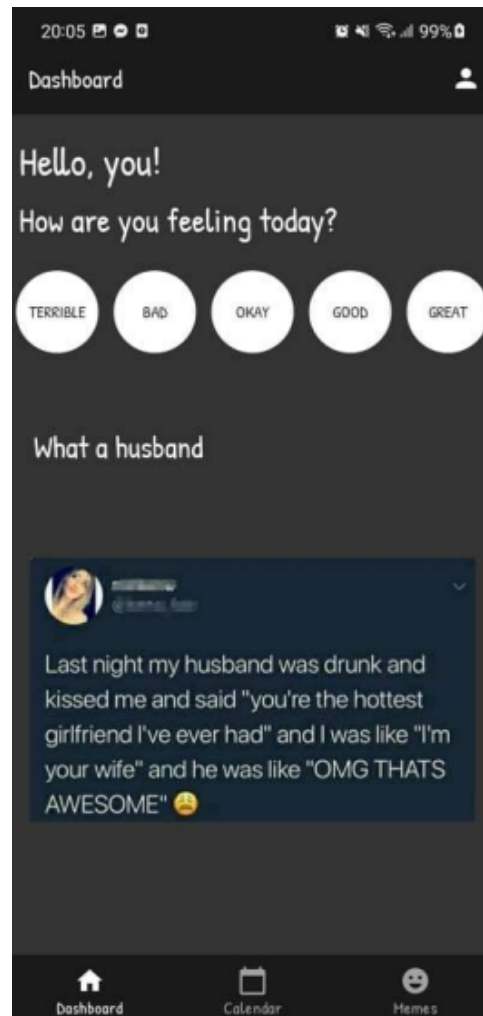 20:05 99%
Dashboard
Hello, you!
How are you feeling today?
TERRIBLE BAD OKAY GOOD GREAT
What a husband
Last night my husband was drunk and
kissed me and said "you're the hottest
girlfriend I've ever had" and I was like "I'm
your wife" and he was like "OMG THATS
AWESOME" 😩
Dashboard Calendar Memes